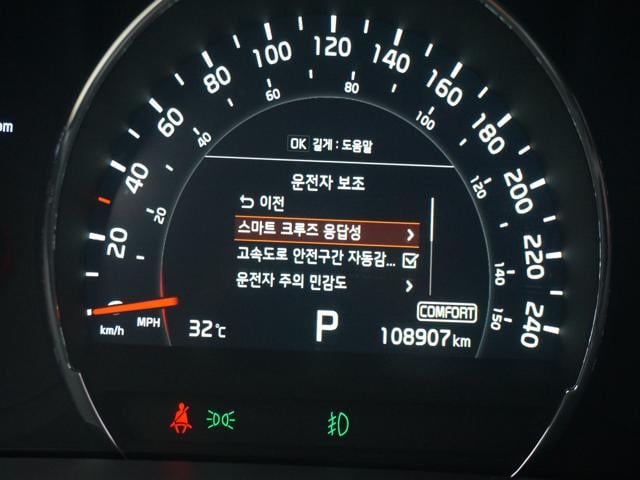 om
0 20 40 60 80 100 120 140 160 180 200 220 240
20 40 60 80 100 120 140 150
OK 길게 : 도움말
운전자 보조
이전
스마트 크루즈 응답성
고속도로 안전구간 자동감...
운전자 주의 민감도
COMFORT
km/h MPH
32℃ P 108907 km